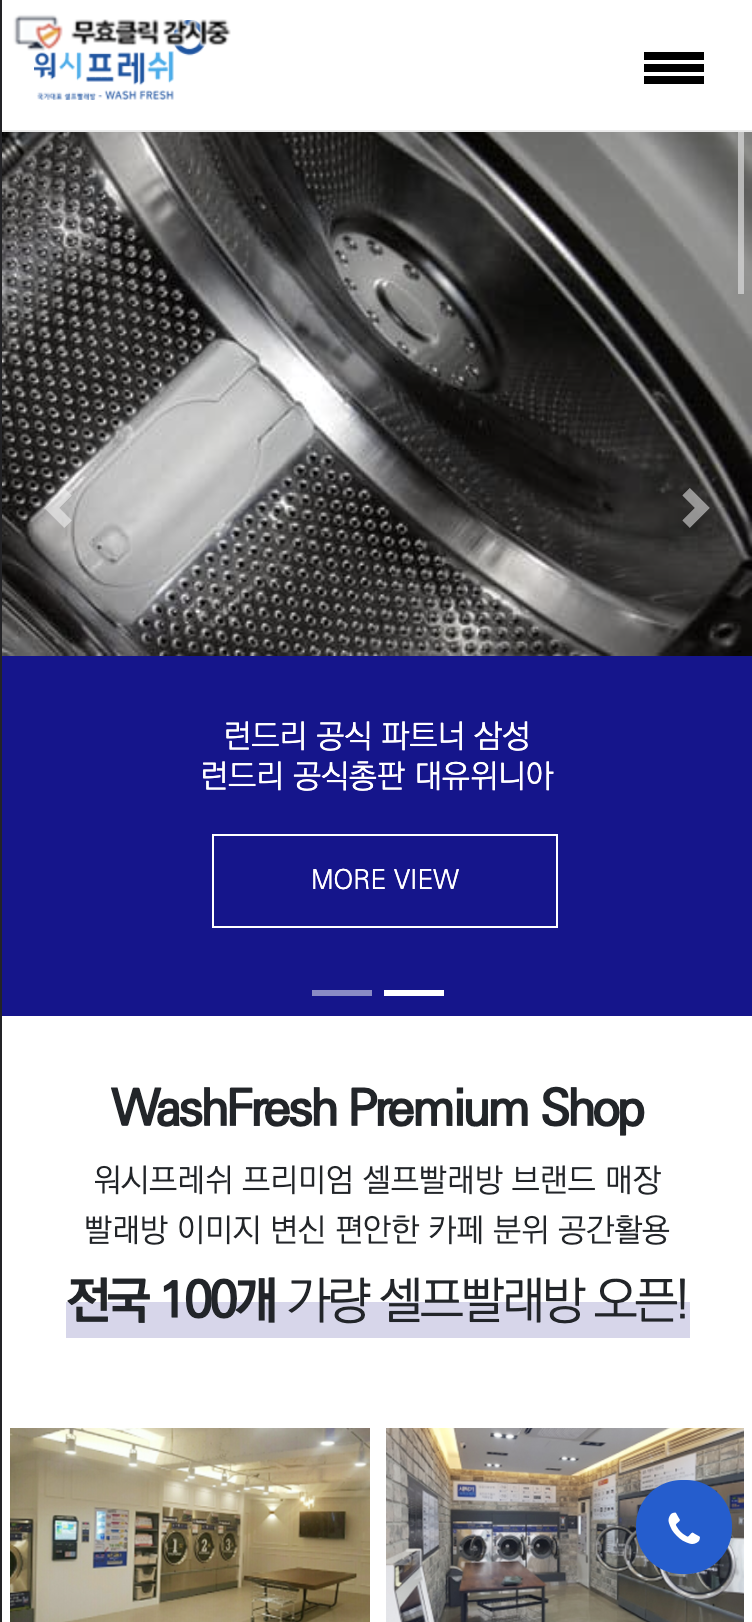 무효클릭 감시중
워시프레쉬
국가대표 셀프빨래방 - WASH FRESH
런드리 공식 파트너 삼성
런드리 공식총판 대유위니아
MORE VIEW
WashFresh Premium Shop
워시프레쉬 프리미엄 셀프빨래방 브랜드 매장
빨래방 이미지 변신 편안한 카페 분위 공간활용
전국 100개 가량 셀프빨래방 오픈!
1 2 3